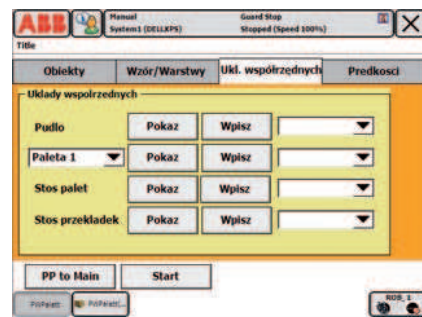 ABB
Manual
System1 (DELLKPS)
Guard Stop
Stopped (Speed 100%)
Title
Obiekty
Wzór/Warstwy
Ukl. współrzędnych
Predkosci
Uklady wspolrzednych
Pudlo
Pokaz
Wpisz
Paleta 1
Pokaz
Wpisz
Stos palet
Pokaz
Wpisz
Stos przekladek
Pokaz
Wpisz
PP to Main
Start
ROB_1